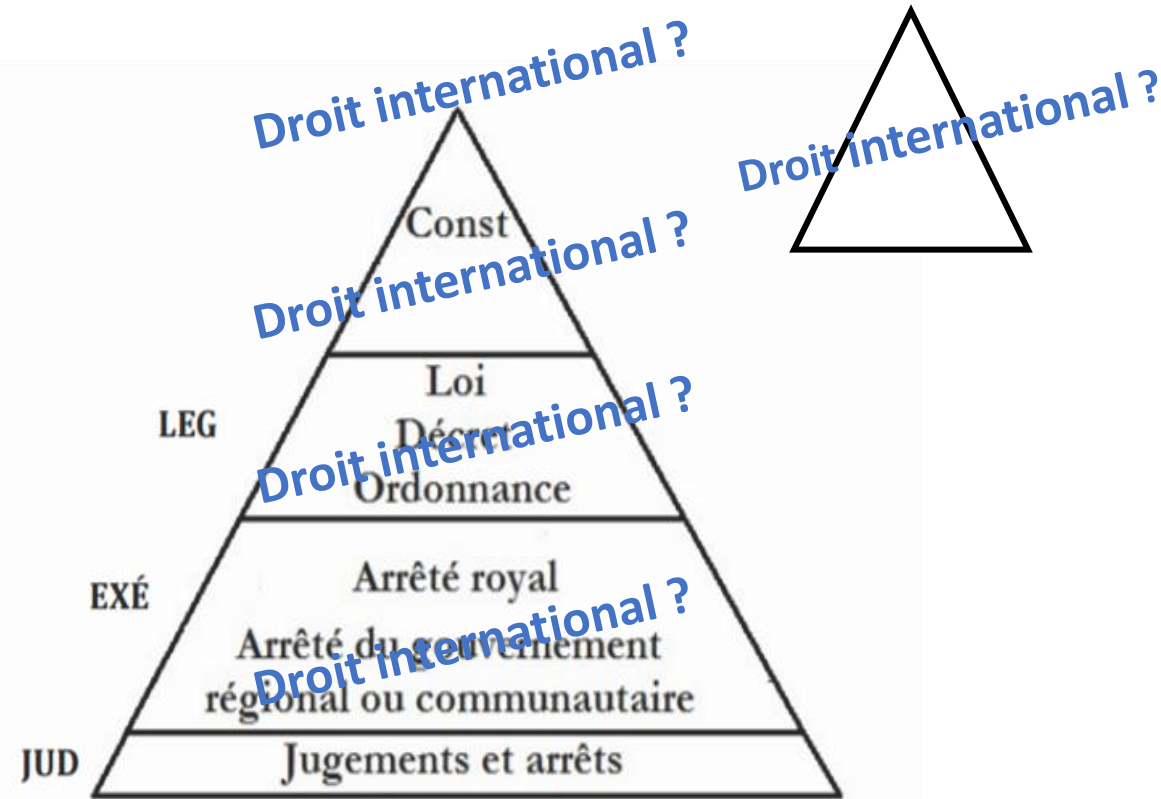 Droit international ?
Droit international ?
Const
Droit international ?
Loi
LEG
Décret
Droit international ?
Ordonnance
Arrêté royal
EXÉ
Droit international ?
Arrêté du gouvernement
régional ou communautaire
JUD
Jugements et arrêts